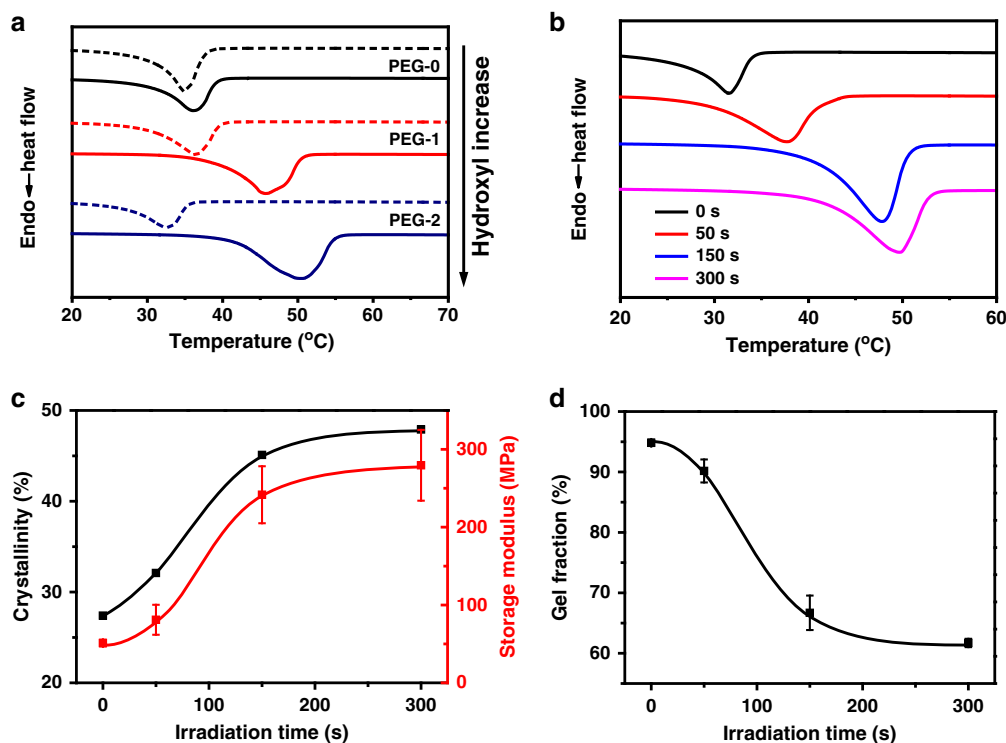 a
PEG-0
PEG-1
PEG-2
Endo←heat flow
Hydroxyl increase
20 30 40 50 60 70
Temperature (°C)
b
0 s
50 s
150 s
300 s
Endo←heat flow
20 30 40 50 60
Temperature (°C)
c
50
40
30
20
Crystallinity (%)
300
200
100
0
Storage modulus (MPa)
0 100 200 300
Irradiation time (s)
d
100
90
80
70
60
Gel fraction (%)
0 100 200 300
Irradiation time (s)